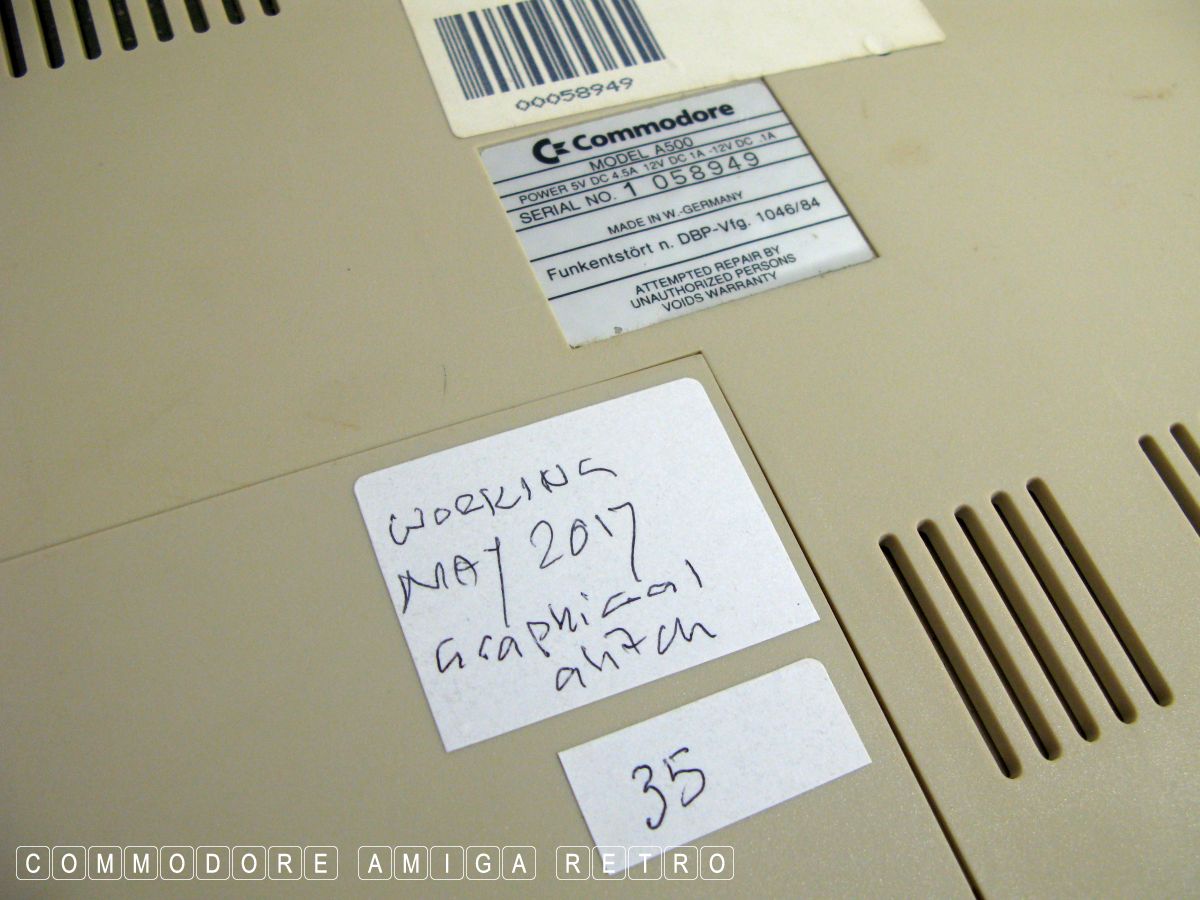 00058949
Commodore
MODEL A500
POWER 5V DC 4.5A 12V DC 1A -12V DC .1A
SERIAL NO. 1 058949
MADE IN W.-GERMANY
Funkentstört n. DBP-Vfg. 1046/84
ATTEMPTED REPAIR BY
UNAUTHORIZED PERSONS
VOIDS WARRANTY
WORKING
MAY 2017
Graphical
glitch
35
COMMODORE AMIGA RETRO